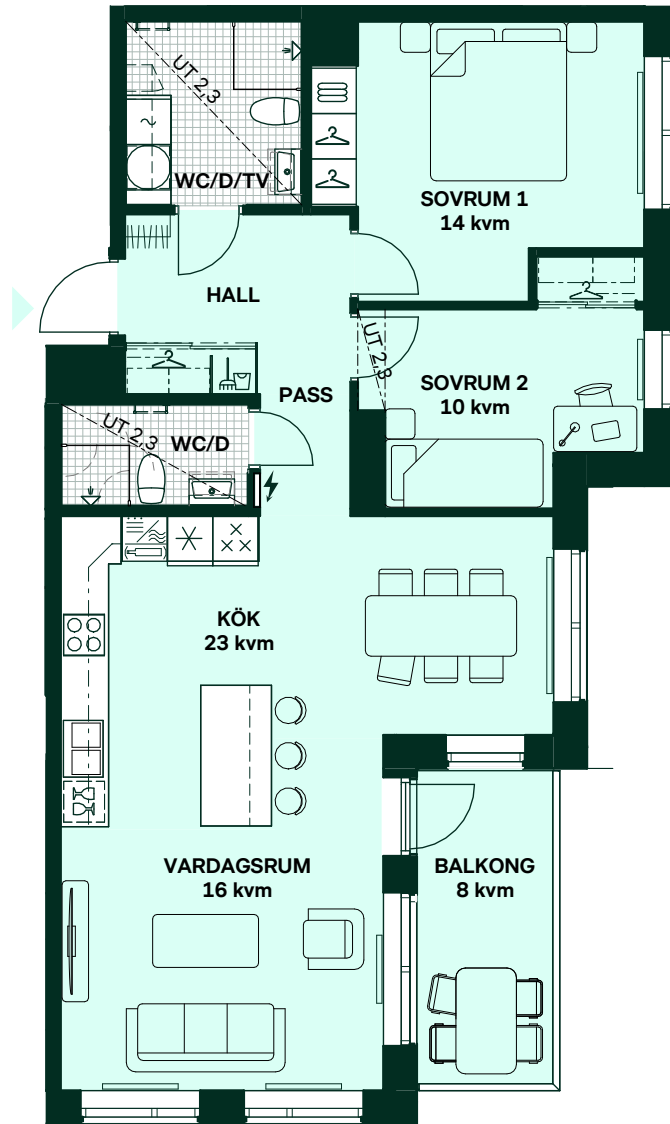 UT 2,3
WC/D/TV
SOVRUM 1
14 kvm
HALL
UT 2,3
PASS
SOVRUM 2
10 kvm
UT 2,3
WC/D
KÖK
23 kvm
VARDAGSRUM
16 kvm
BALKONG
8 kvm